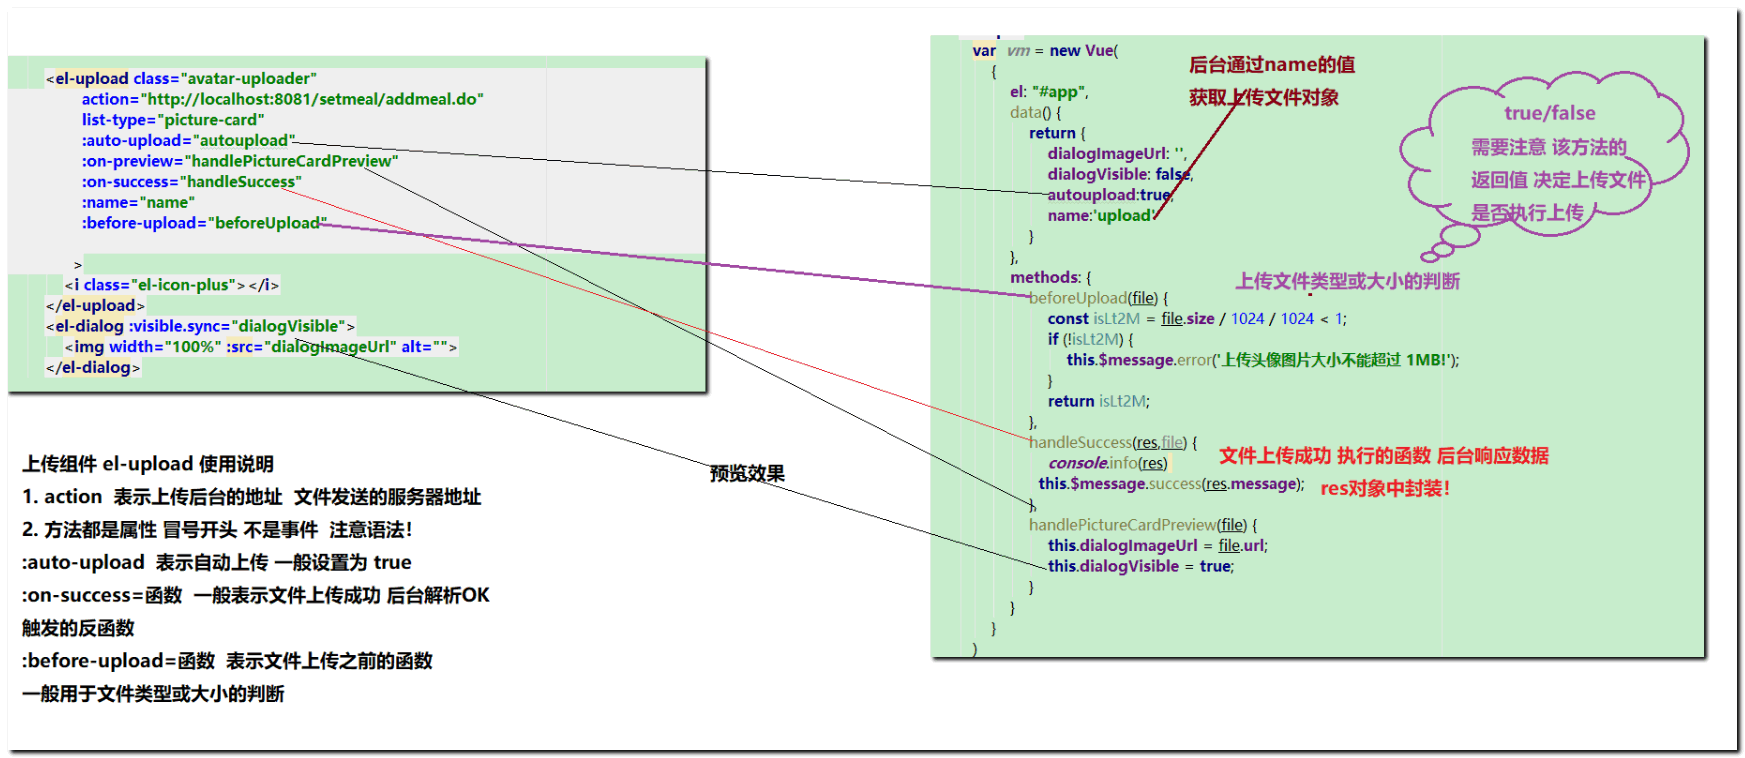 <el-upload class="avatar-uploader"
action="http://localhost:8081/setmeal/addmeal.do"
list-type="picture-card"
:auto-upload="autoupload"
:on-preview="handlePictureCardPreview"
:on-success="handleSuccess"
:name="name"
:before-upload="beforeUpload"
>
<i class="el-icon-plus"></i>
</el-upload>
<el-dialog :visible.sync="dialogVisible">
<img width="100%" :src="dialogImageUrl" alt="">
</el-dialog>
上传组件 el-upload 使用说明
1. action 表示上传后台的地址 文件发送的服务器地址
2. 方法都是属性 冒号开头 不是事件 注意语法！
:auto-upload 表示自动上传 一般设置为 true
:on-success=函数 一般表示文件上传成功 后台解析OK
触发的反函数
:before-upload=函数 表示文件上传之前的函数
一般用于文件类型或大小的判断
预览效果
var vm = new Vue(
{
el: "#app",
data() {
return {
dialogImageUrl: '',
dialogVisible: false,
autoupload:true,
name:'upload'
}
},
methods: {
beforeUpload(file) {
const isLt2M = file.size / 1024 / 1024 < 1;
if (!isLt2M) {
this.$message.error('上传头像图片大小不能超过 1MB!');
}
return isLt2M;
},
handleSuccess(res,file) {
console.info(res)
this.$message.success(res.message);
},
handlePictureCardPreview(file) {
this.dialogImageUrl = file.url;
this.dialogVisible = true;
}
}
}
)
后台通过name的值
获取上传文件对象
true/false
需要注意 该方法的
返回值 决定上传文件
是否执行上传
上传文件类型或大小的判断
文件上传成功 执行的函数 后台响应数据
res对象中封装！